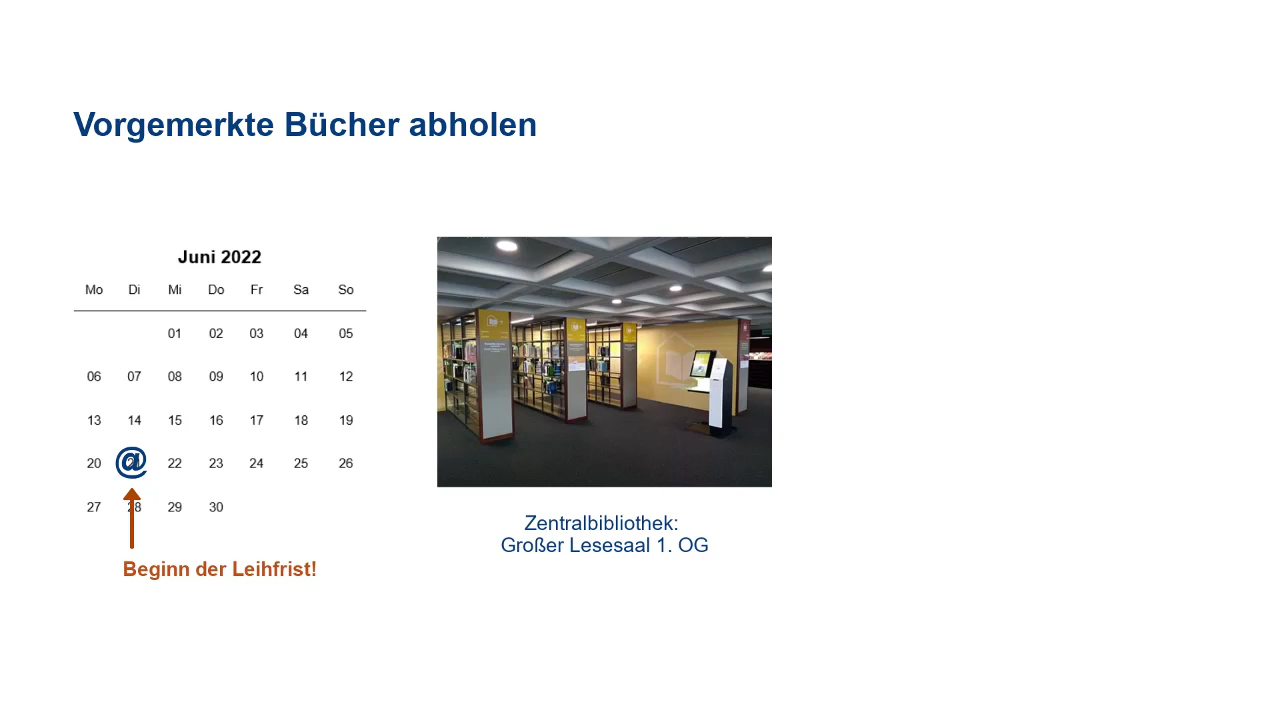 Vorgemerkte Bücher abholen
Juni 2022
Mo Di Mi Do Fr Sa So
01 02 03 04 05
06 07 08 09 10 11 12
13 14 15 16 17 18 19
20 @ 22 23 24 25 26
27 28 29 30
Beginn der Leihfrist!
Zentralbibliothek:
Großer Lesesaal 1. OG